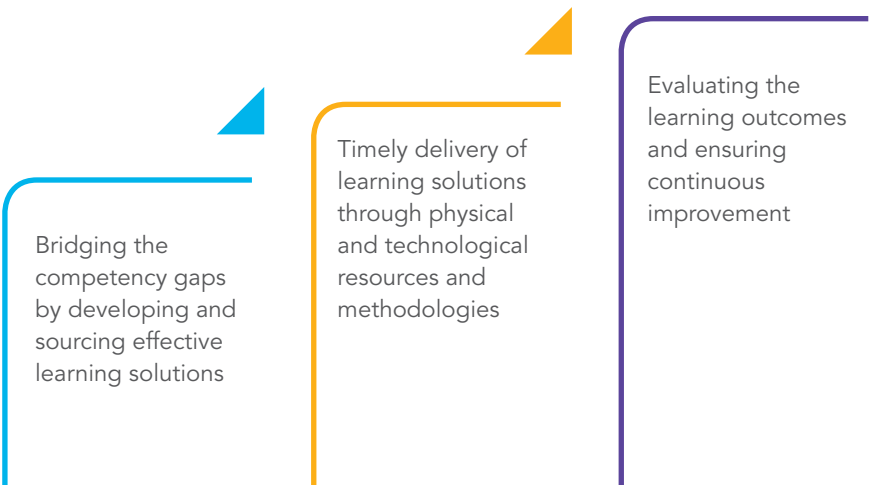 Bridging the
competency gaps
by developing and
sourcing effective
learning solutions
Timely delivery of
learning solutions
through physical
and technological
resources and
methodologies
Evaluating the
learning outcomes
and ensuring
continuous
improvement